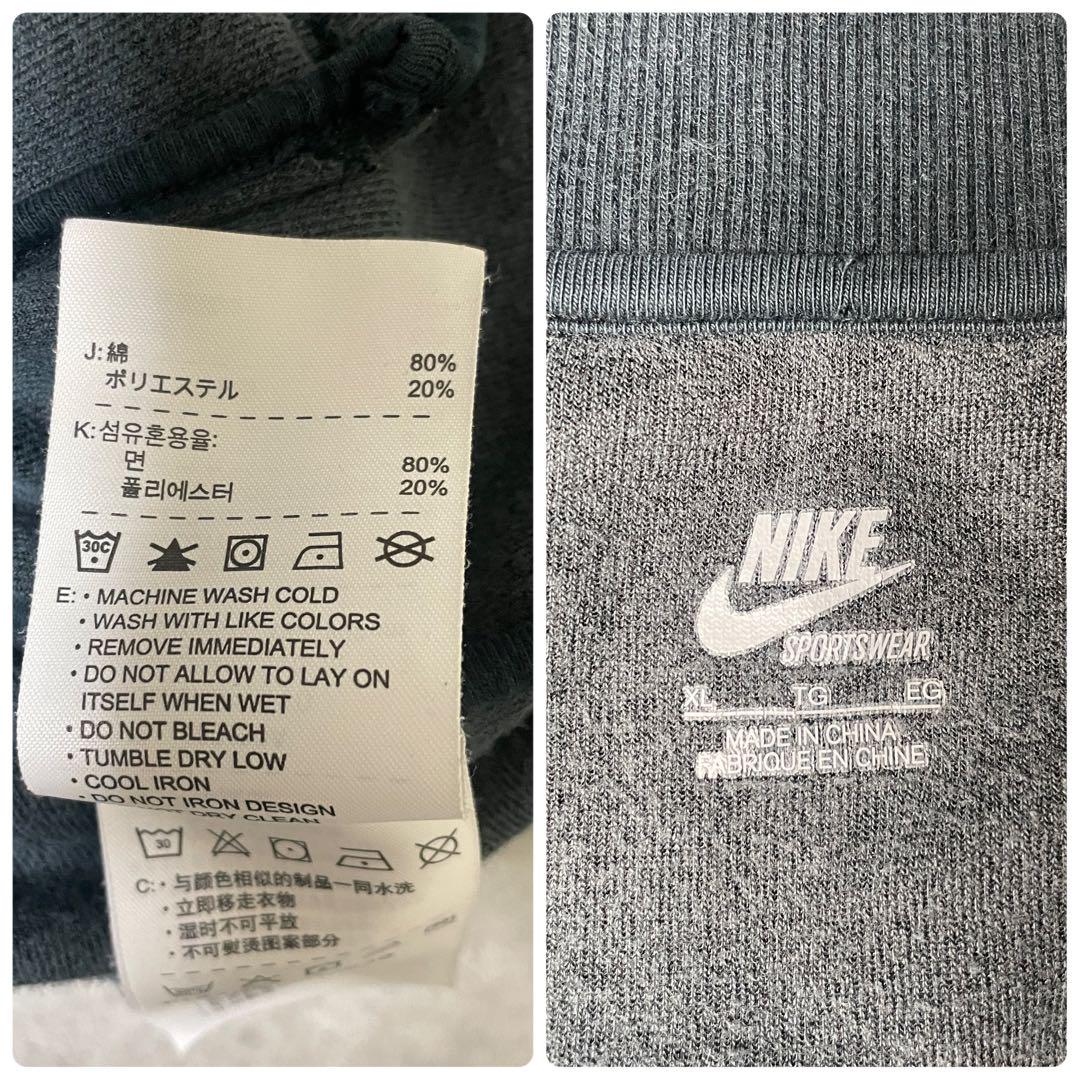 J:綿 80%
ポリエステル 20%
K:섬유혼용율:
면 80%
폴리에스터 20%
30C
E: • MACHINE WASH COLD
• WASH WITH LIKE COLORS
• REMOVE IMMEDIATELY
• DO NOT ALLOW TO LAY ON
ITSELF WHEN WET
• DO NOT BLEACH
• TUMBLE DRY LOW
• COOL IRON
• DO NOT IRON DESIGN
DRY CLEAN
30
C: • 与颜色相似的制品一同水洗
• 立即移走衣物
• 湿时不可平放
• 不可熨烫图案部分
NIKE
SPORTSWEAR
XL TG EG
MADE IN CHINA
FABRIQUE EN CHINE